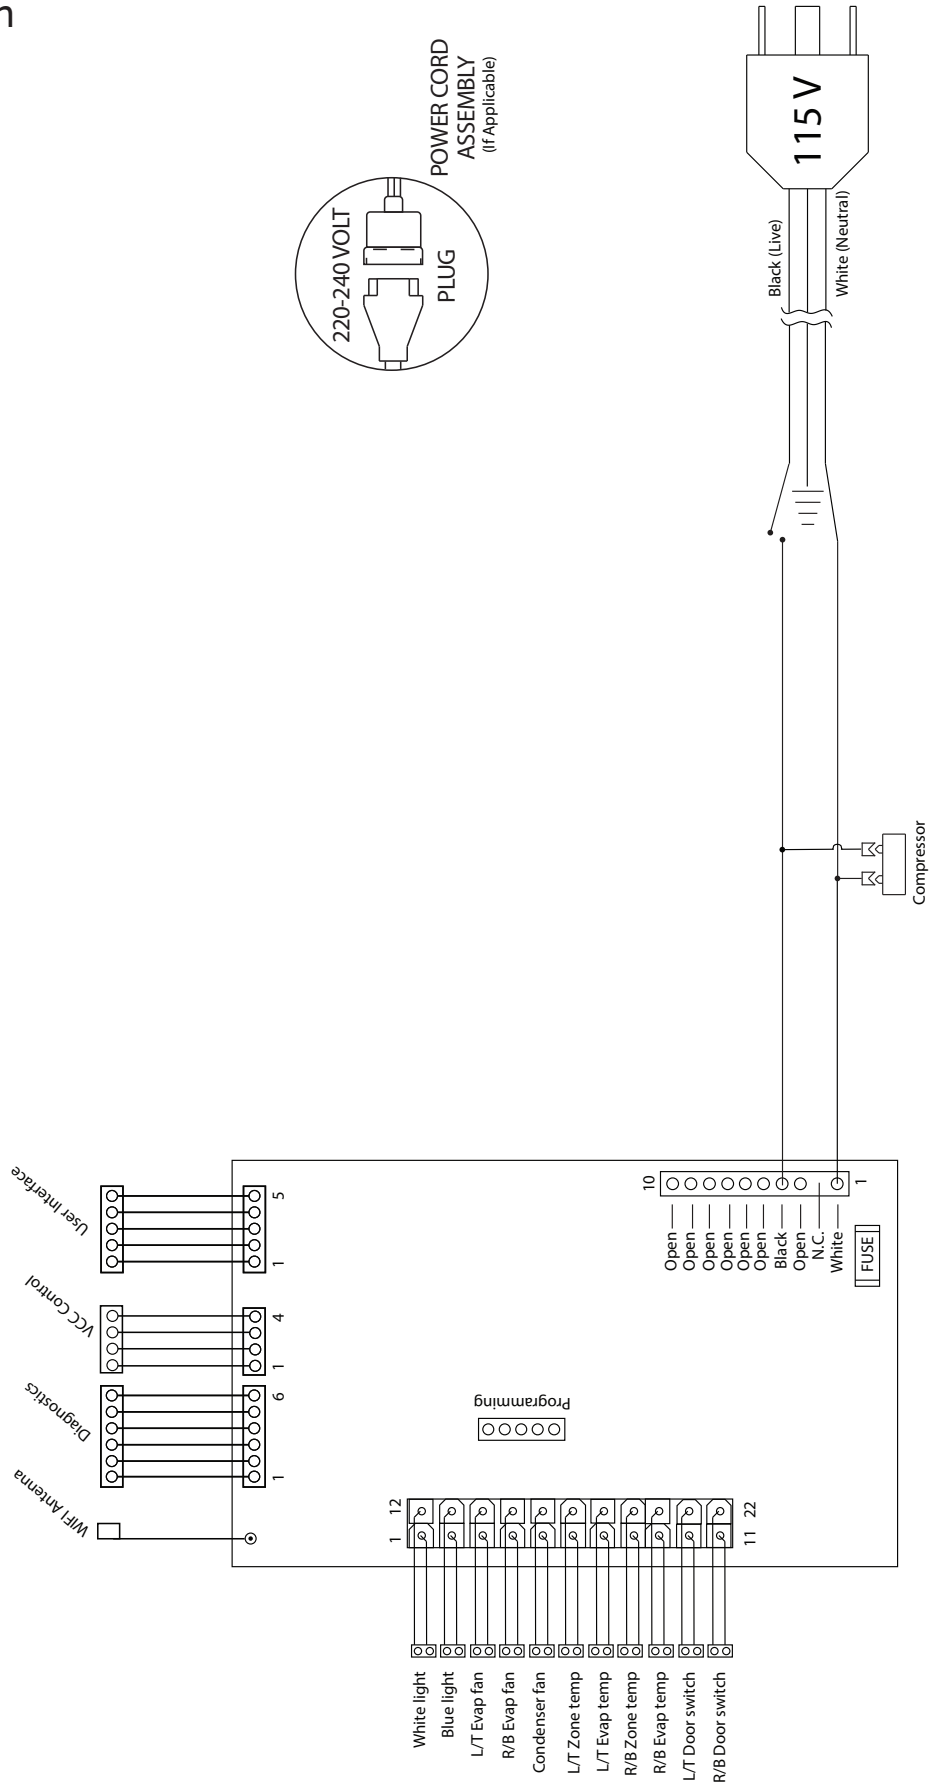 n
POWER CORD
ASSEMBLY
(If Applicable)
220-240 VOLT
PLUG
115 V
Black (Live)
White (Neutral)
Compressor
User Interface
5
1
VCC Control
4
1
Diagnostics
6
1
WIFI Antenna
10
1
Open
Open
Open
Open
Open
Open
Black
Open
N.C.
White
FUSE
Programming
12
1
22
11
White light
Blue light
L/T Evap fan
R/B Evap fan
Condenser fan
L/T Zone temp
L/T Evap temp
R/B Zone temp
R/B Evap temp
L/T Door switch
R/B Door switch